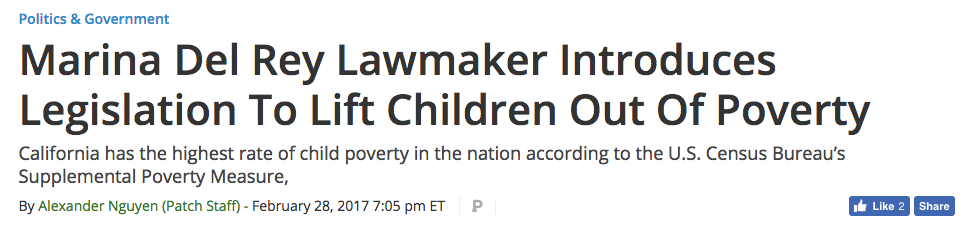 Politics & Government
Marina Del Rey Lawmaker Introduces
Legislation To Lift Children Out Of Poverty
California has the highest rate of child poverty in the nation according to the U.S. Census Bureau’s
Supplemental Poverty Measure,
By Alexander Nguyen (Patch Staff) - February 28, 2017 7:05 pm ET P Like 2 Share